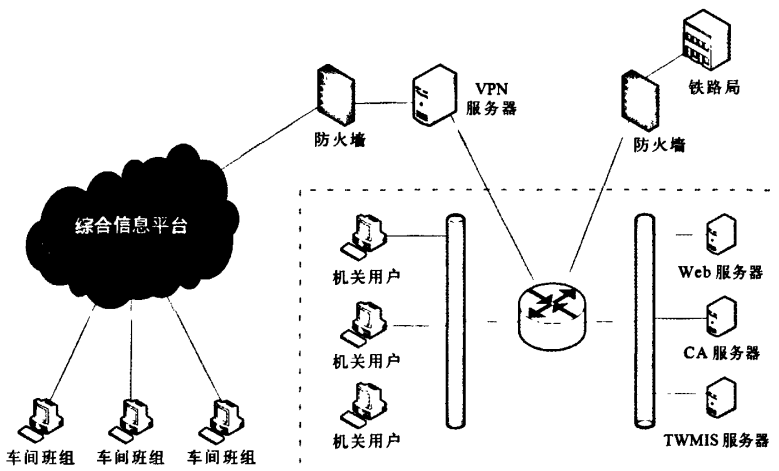 铁路局
VPN
服务器
防火墙
防火墙
综合信息平台
机关用户
Web 服务器
机关用户
CA 服务器
机关用户
TWMIS 服务器
车间班组
车间班组
车间班组